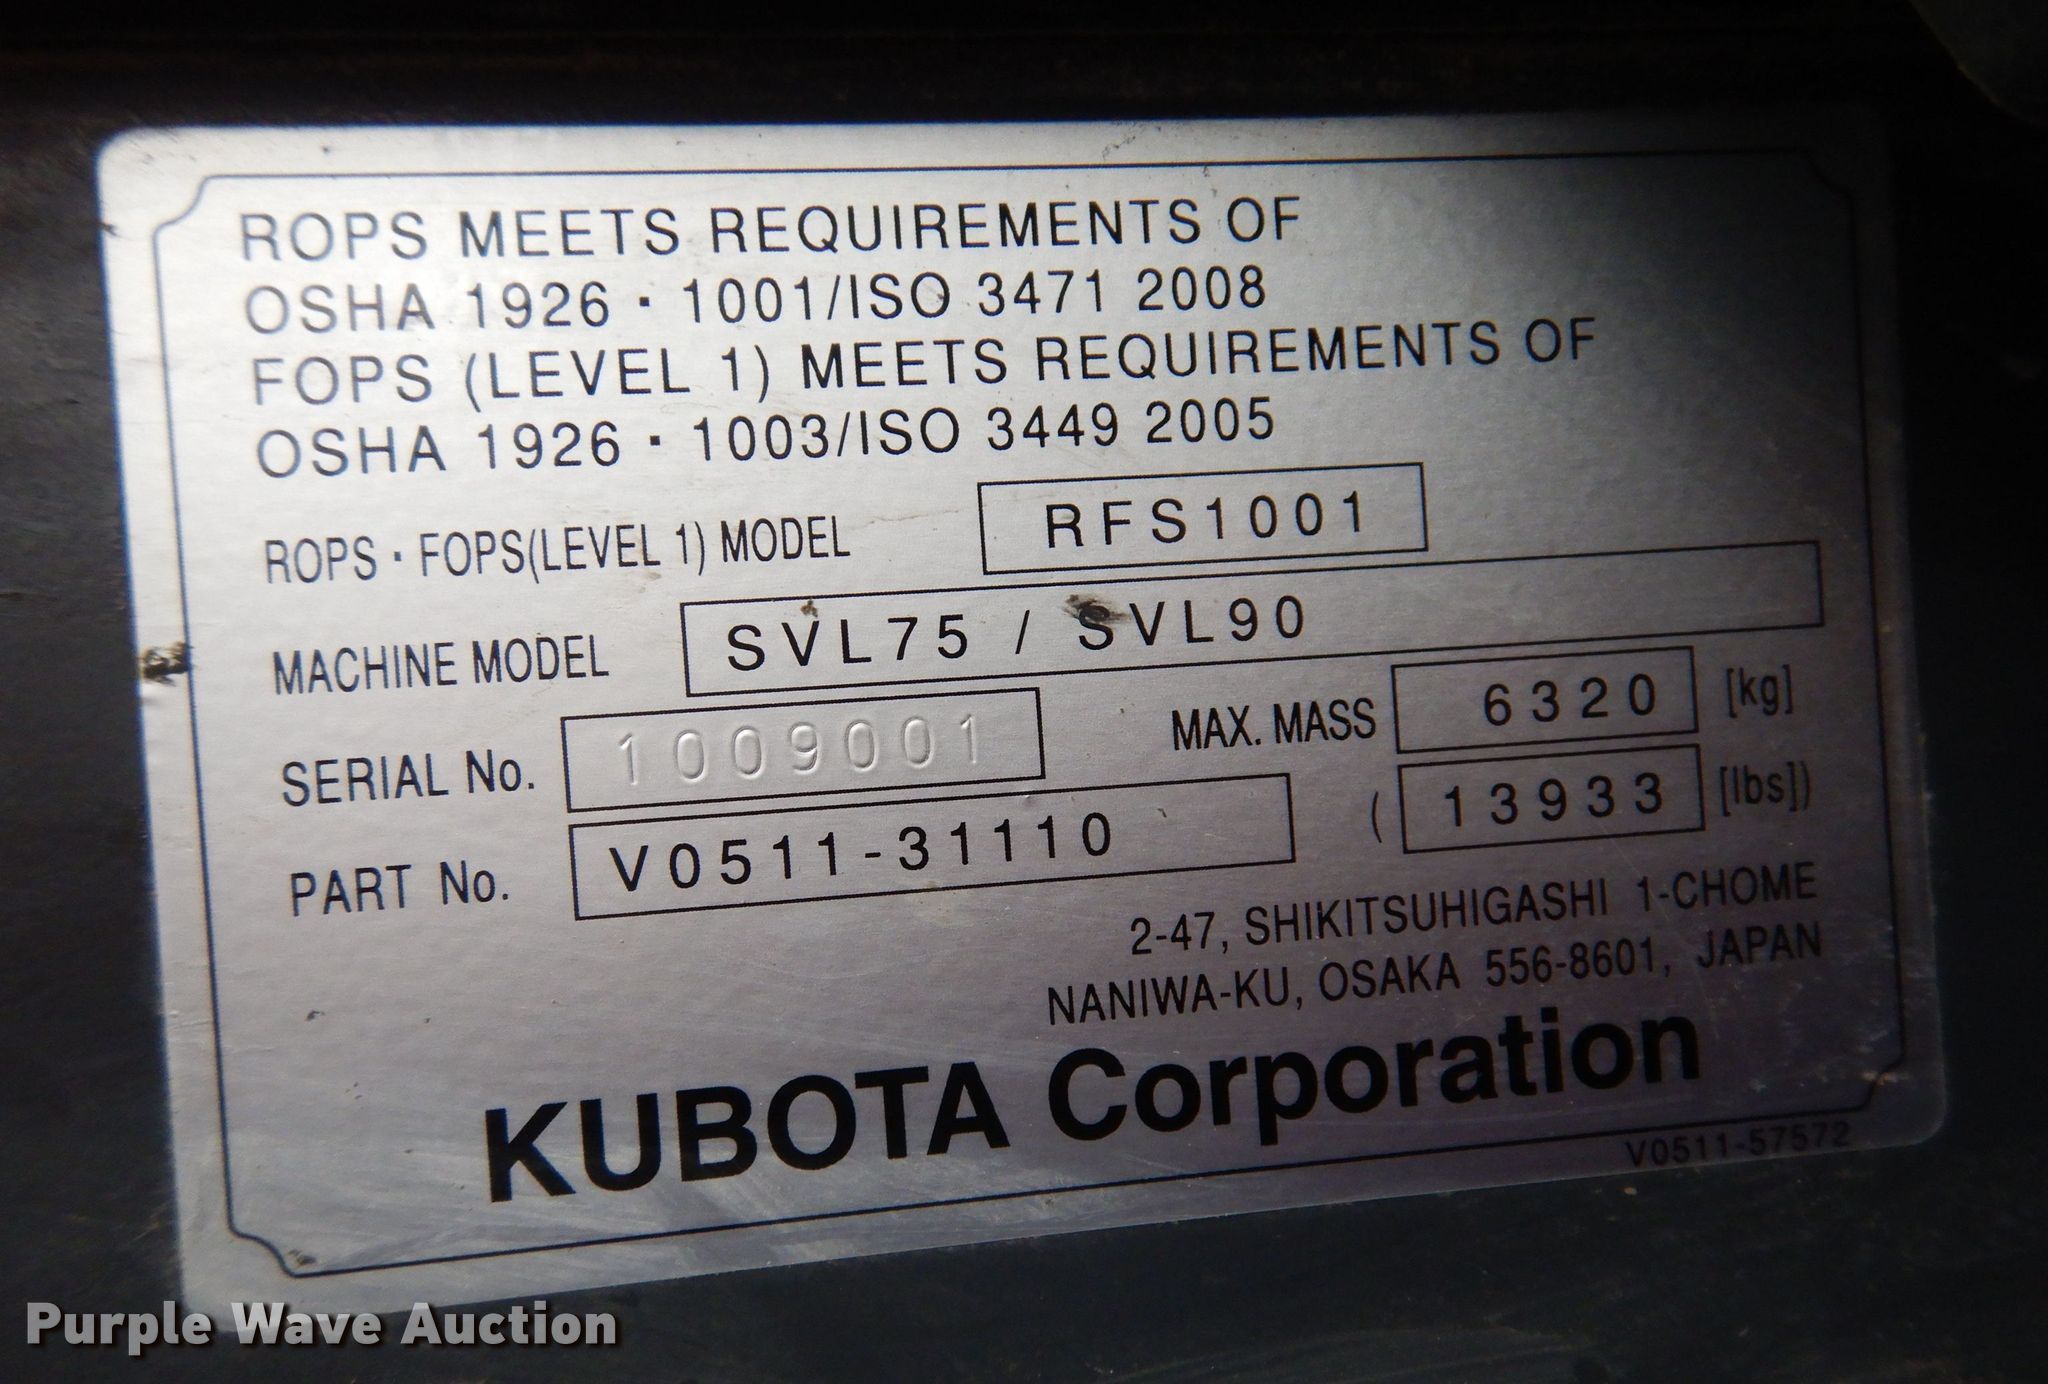 ROPS MEETS REQUIREMENTS OF
OSHA 1926 · 1001/ISO 3471 2008
FOPS (LEVEL 1) MEETS REQUIREMENTS OF
OSHA 1926 · 1003/ISO 3449 2005
ROPS · FOPS(LEVEL 1) MODEL RFS1001
MACHINE MODEL SVL75 / SVL90
SERIAL No. 1009001 MAX. MASS 6320 [kg]
PART No. V0511-31110 ( 13933 [lbs])
2-47, SHIKITSUHIGASHI 1-CHOME
NANIWA-KU, OSAKA 556-8601, JAPAN
KUBOTA Corporation
V0511-57572
Purple Wave Auction